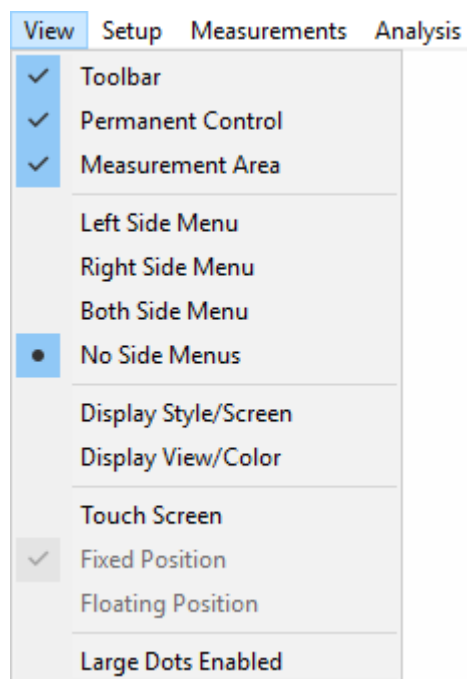 View Setup Measurements Analysis
Toolbar
Permanent Control
Measurement Area
Left Side Menu
Right Side Menu
Both Side Menu
No Side Menus
Display Style/Screen
Display View/Color
Touch Screen
Fixed Position
Floating Position
Large Dots Enabled